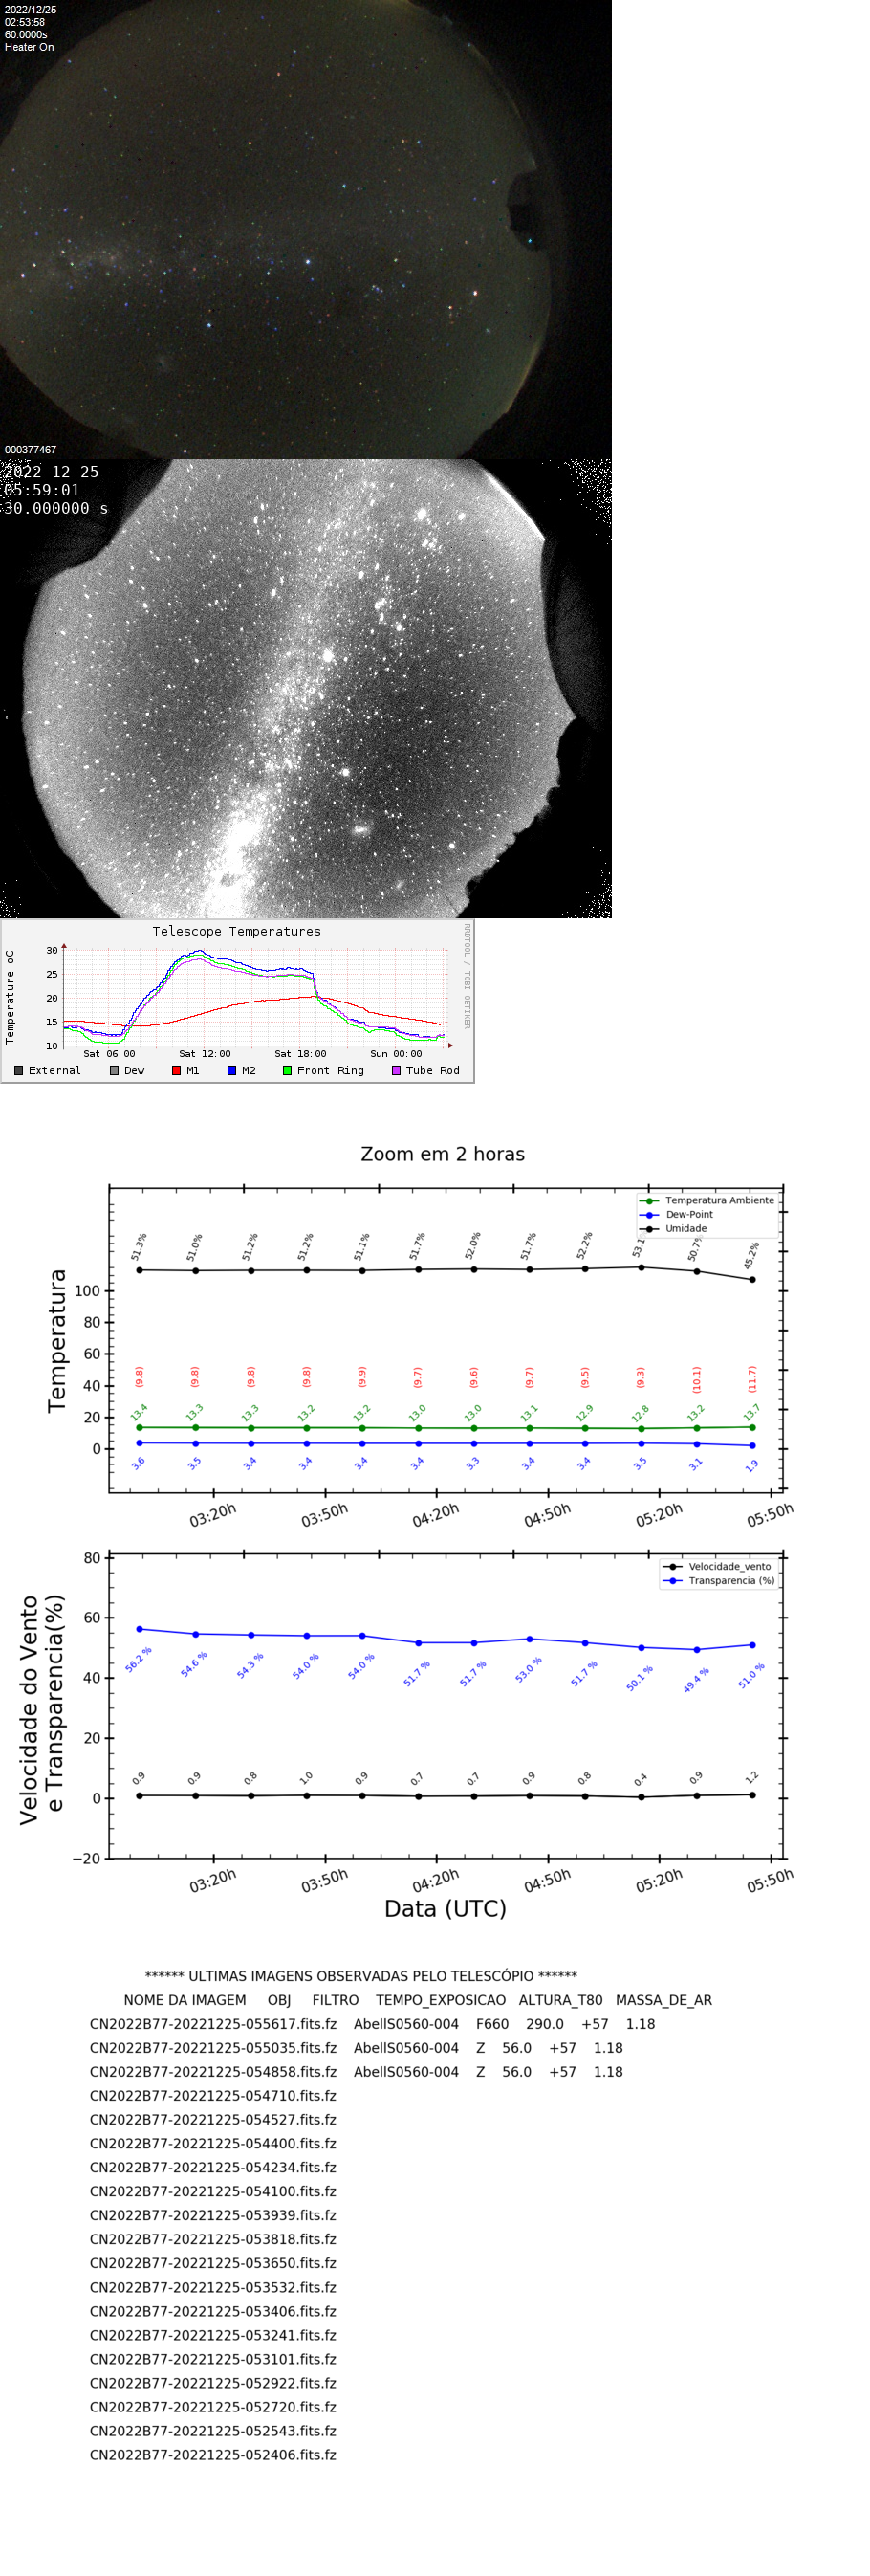 2022/12/25
02:53:58
60.0000s
Heater On
000377467
2022-12-25
05:59:01
30.000000 s
Telescope Temperatures
RRDTOOL / TOBI OETIKER
Temperature oC
30
25
20
15
10
Sat 06:00 Sat 12:00 Sat 18:00 Sun 00:00
External Dew M1 M2 Front Ring Tube Rod
Zoom em 2 horas
Temperatura Ambiente
Dew-Point
Umidade
51.3% 51.0% 51.2% 51.2% 51.1% 51.7% 52.0% 51.7% 52.2% 53.1 50.7% 45.2%
Temperatura
100
80
60
40
20
0
(9.8) (9.8) (9.8) (9.8) (9.9) (9.7) (9.6) (9.7) (9.5) (9.3) (10.1) (11.7)
13.4 13.3 13.3 13.2 13.2 13.0 13.0 13.1 12.9 12.8 13.2 13.7
3.6 3.5 3.4 3.4 3.4 3.4 3.3 3.4 3.4 3.5 3.1 1.9
03:20h 03:50h 04:20h 04:50h 05:20h 05:50h
Velocidade_vento
Transparencia (%)
Velocidade do Vento
e Transparencia(%)
80
60
40
20
0
−20
56.2 % 54.6 % 54.3 % 54.0 % 54.0 % 51.7 % 51.7 % 53.0 % 51.7 % 50.1 % 49.4 % 51.0 %
0.9 0.9 0.8 1.0 0.9 0.7 0.7 0.9 0.8 0.4 0.9 1.2
03:20h 03:50h 04:20h 04:50h 05:20h 05:50h
Data (UTC)
****** ULTIMAS IMAGENS OBSERVADAS PELO TELESCÓPIO ******
NOME DA IMAGEM OBJ FILTRO TEMPO_EXPOSICAO ALTURA_T80 MASSA_DE_AR
CN2022B77-20221225-055617.fits.fz AbellS0560-004 F660 290.0 +57 1.18
CN2022B77-20221225-055035.fits.fz AbellS0560-004 Z 56.0 +57 1.18
CN2022B77-20221225-054858.fits.fz AbellS0560-004 Z 56.0 +57 1.18
CN2022B77-20221225-054710.fits.fz
CN2022B77-20221225-054527.fits.fz
CN2022B77-20221225-054400.fits.fz
CN2022B77-20221225-054234.fits.fz
CN2022B77-20221225-054100.fits.fz
CN2022B77-20221225-053939.fits.fz
CN2022B77-20221225-053818.fits.fz
CN2022B77-20221225-053650.fits.fz
CN2022B77-20221225-053532.fits.fz
CN2022B77-20221225-053406.fits.fz
CN2022B77-20221225-053241.fits.fz
CN2022B77-20221225-053101.fits.fz
CN2022B77-20221225-052922.fits.fz
CN2022B77-20221225-052720.fits.fz
CN2022B77-20221225-052543.fits.fz
CN2022B77-20221225-052406.fits.fz